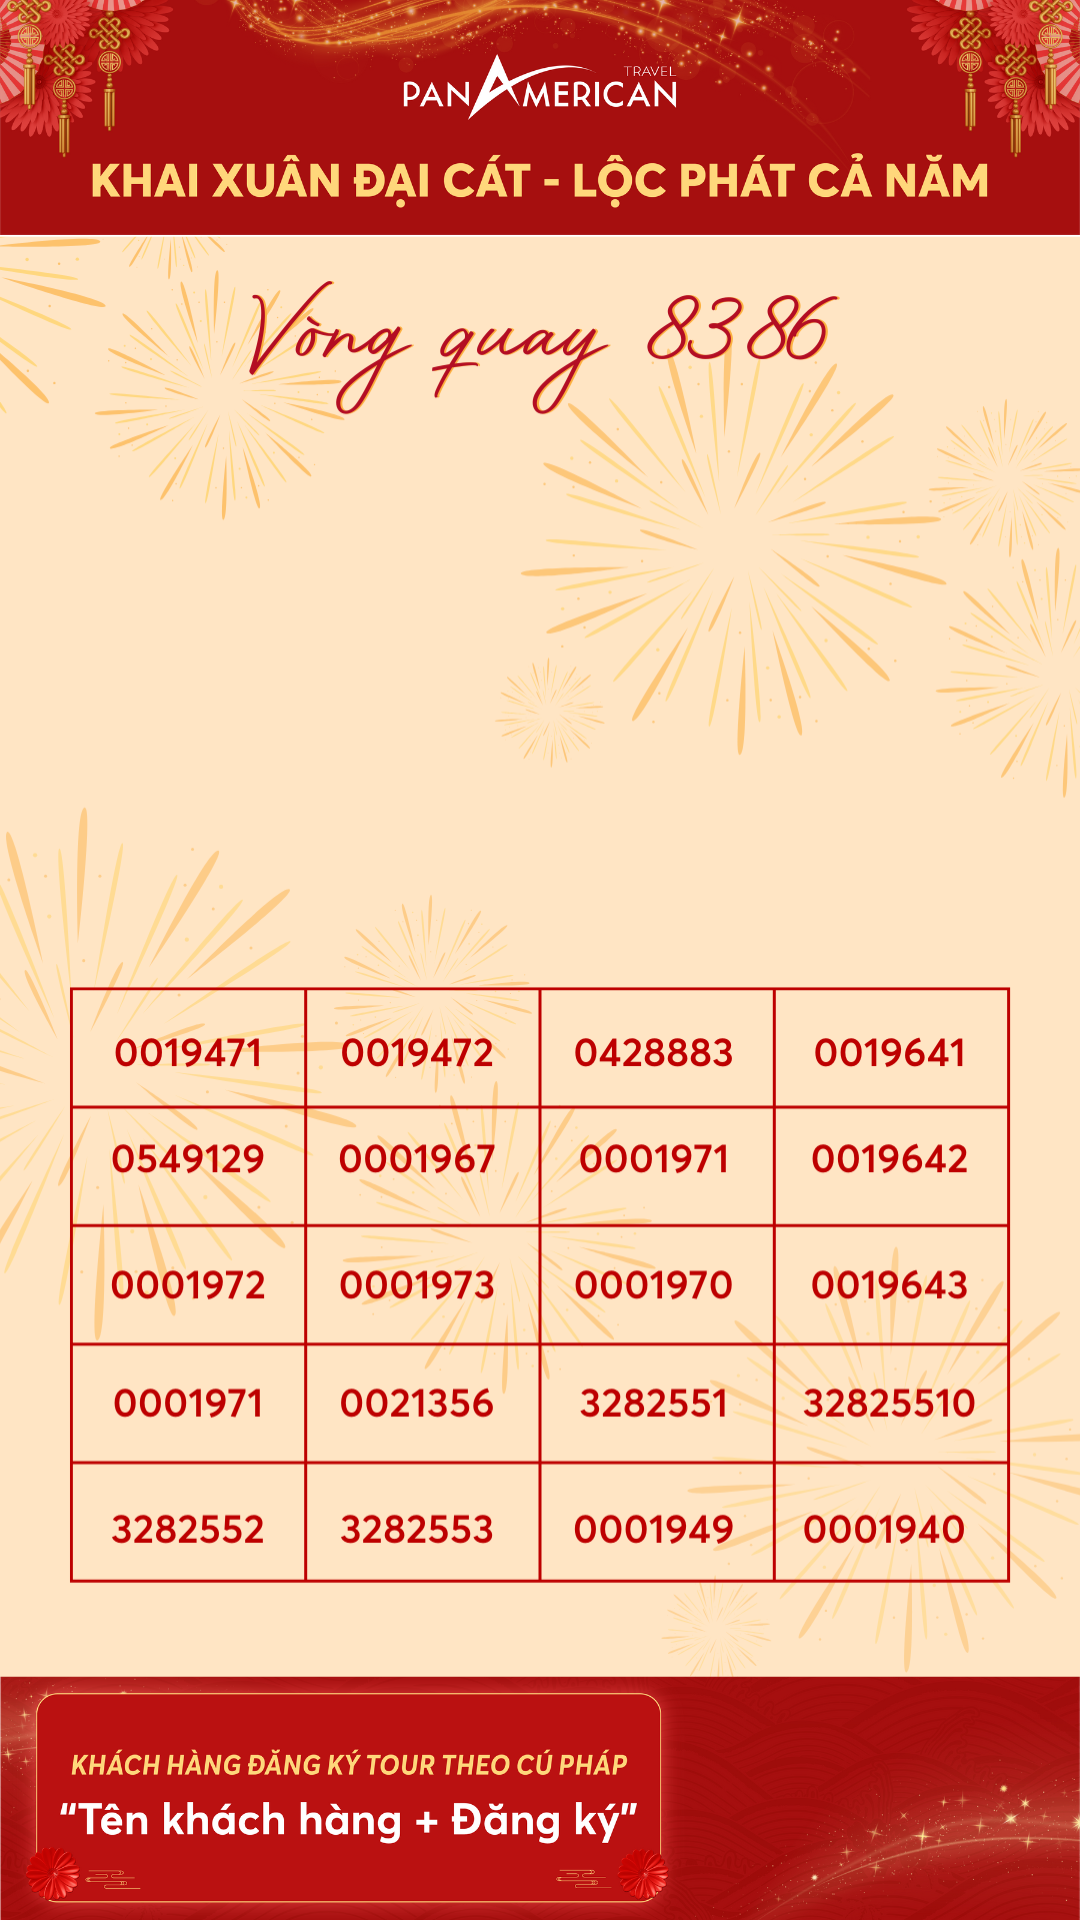 TRAVEL
PAN AMERICAN
KHAI XUÂN ĐẠI CÁT - LỘC PHÁT CẢ NĂM
Vòng quay 8386
0019471 0019472 0428883 0019641
0549129 0001967 0001971 0019642
0001972 0001973 0001970 0019643
0001971 0021356 3282551 32825510
3282552 3282553 0001949 0001940
KHÁCH HÀNG ĐĂNG KÝ TOUR THEO CÚ PHÁP
“Tên khách hàng + Đăng ký”